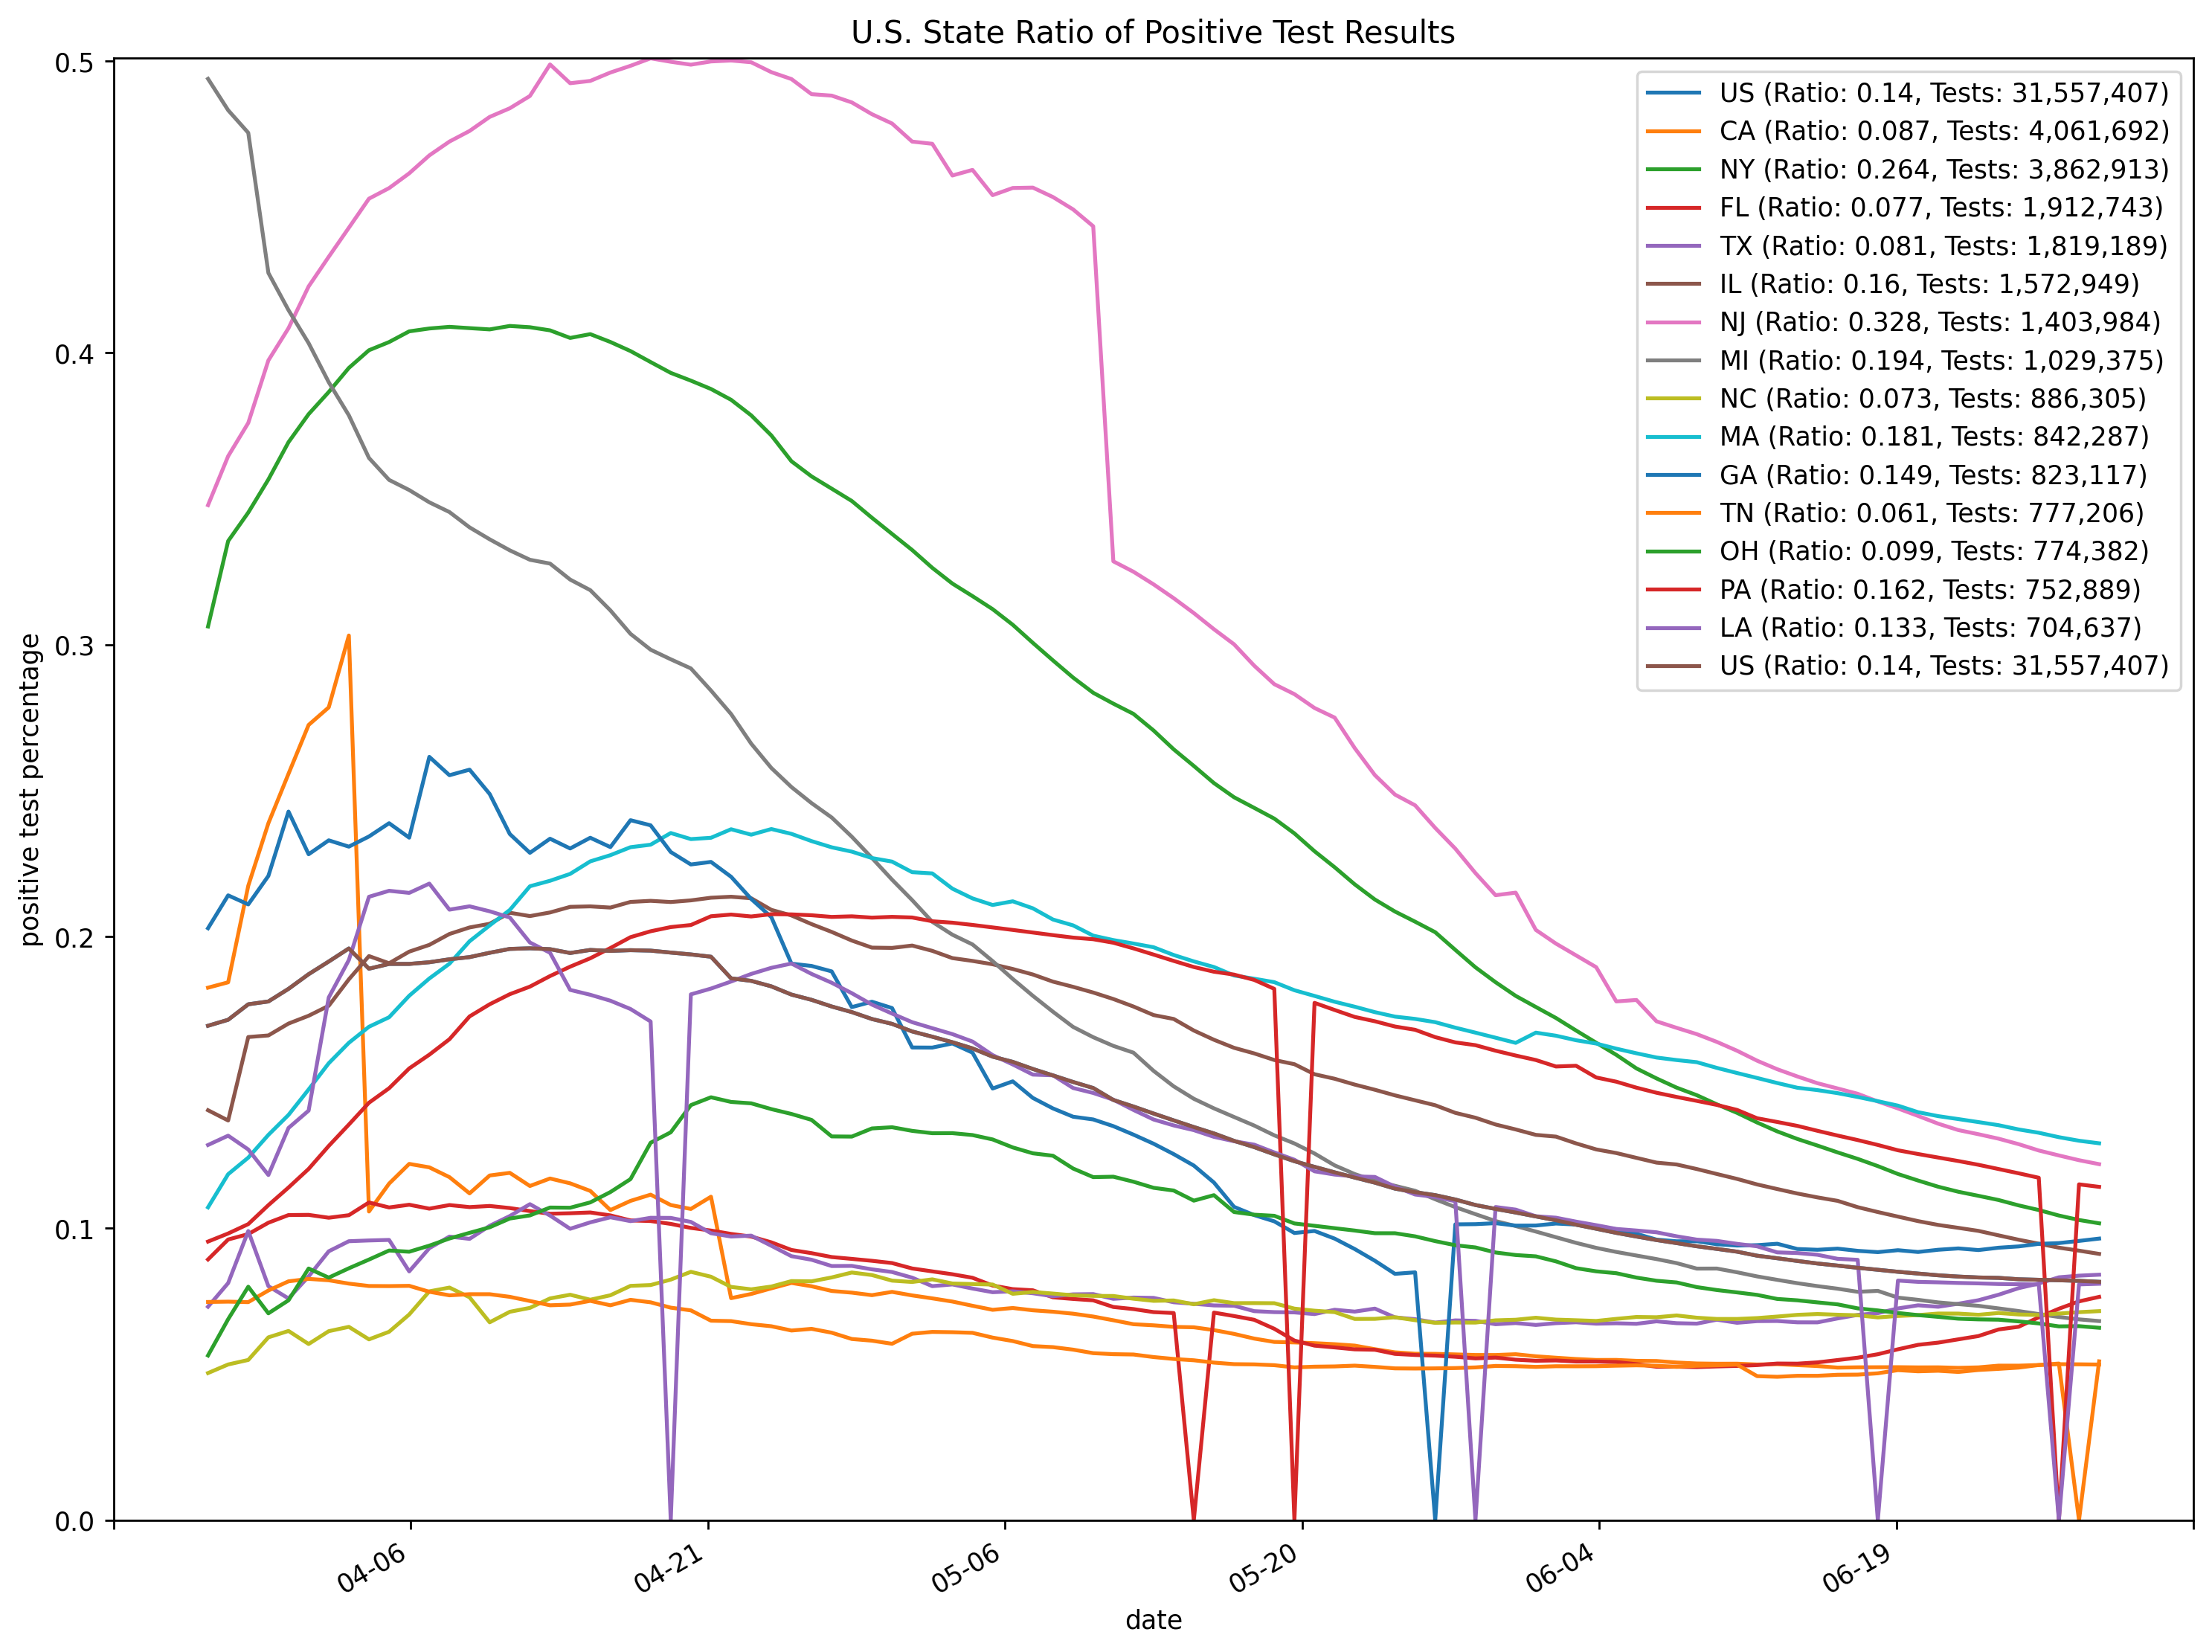 U.S. State Ratio of Positive Test Results
0.5
0.4
0.3
0.2
0.1
0.0
positive test percentage
US (Ratio: 0.14, Tests: 31,557,407)
CA (Ratio: 0.087, Tests: 4,061,692)
NY (Ratio: 0.264, Tests: 3,862,913)
FL (Ratio: 0.077, Tests: 1,912,743)
TX (Ratio: 0.081, Tests: 1,819,189)
IL (Ratio: 0.16, Tests: 1,572,949)
NJ (Ratio: 0.328, Tests: 1,403,984)
MI (Ratio: 0.194, Tests: 1,029,375)
NC (Ratio: 0.073, Tests: 886,305)
MA (Ratio: 0.181, Tests: 842,287)
GA (Ratio: 0.149, Tests: 823,117)
TN (Ratio: 0.061, Tests: 777,206)
OH (Ratio: 0.099, Tests: 774,382)
PA (Ratio: 0.162, Tests: 752,889)
LA (Ratio: 0.133, Tests: 704,637)
US (Ratio: 0.14, Tests: 31,557,407)
04-06
04-21
05-06
05-20
06-04
06-19
date